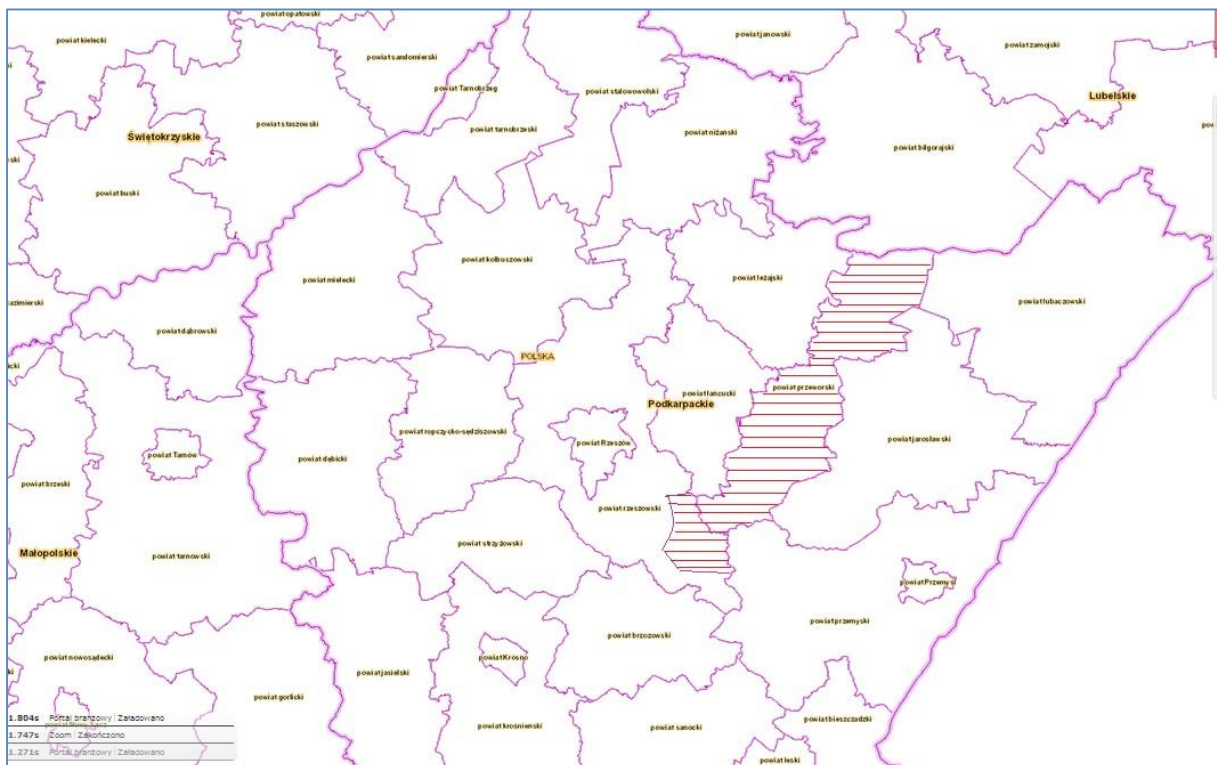 powiat opatowski
powiat kielecki
powiat janowski
powiat zamojski
powiat sandomierski
powiat Tarnobrzeg
powiat stalowowolski
Lubelskie
powiat staszowski
powiat tarnobrzeski
powiat niżański
pow
Świętokrzyskie
powiat biłgorajski
ski
powiat buski
powiat kolbuszowski
powiat mielecki
powiat leżajski
powiat lubaczowski
azimierski
powiat dąbrowski
POLSKA
icki
powiat przeworski
powiat łańcucki
Podkarpackie
powiat ropczycko-sędziszowski
powiat Rzeszów
powiat jarosławski
powiat Tarnów
powiat dębicki
powiat brzeski
powiat rzeszowski
Małopolskie
powiat tarnowski
powiat strzyżowski
powiat Przemyśl
powiat przemyski
powiat brzozowski
powiat nowosądecki
powiat Krosno
powiat jasielski
powiat gorlicki
1.804s Portal branżowy Załadowano
powiat bieszczadzki
powiat krośnieński
powiat sanocki
1.747s Zoom Zakończono
1.271s Portal branżowy Załadowano
powiat leski